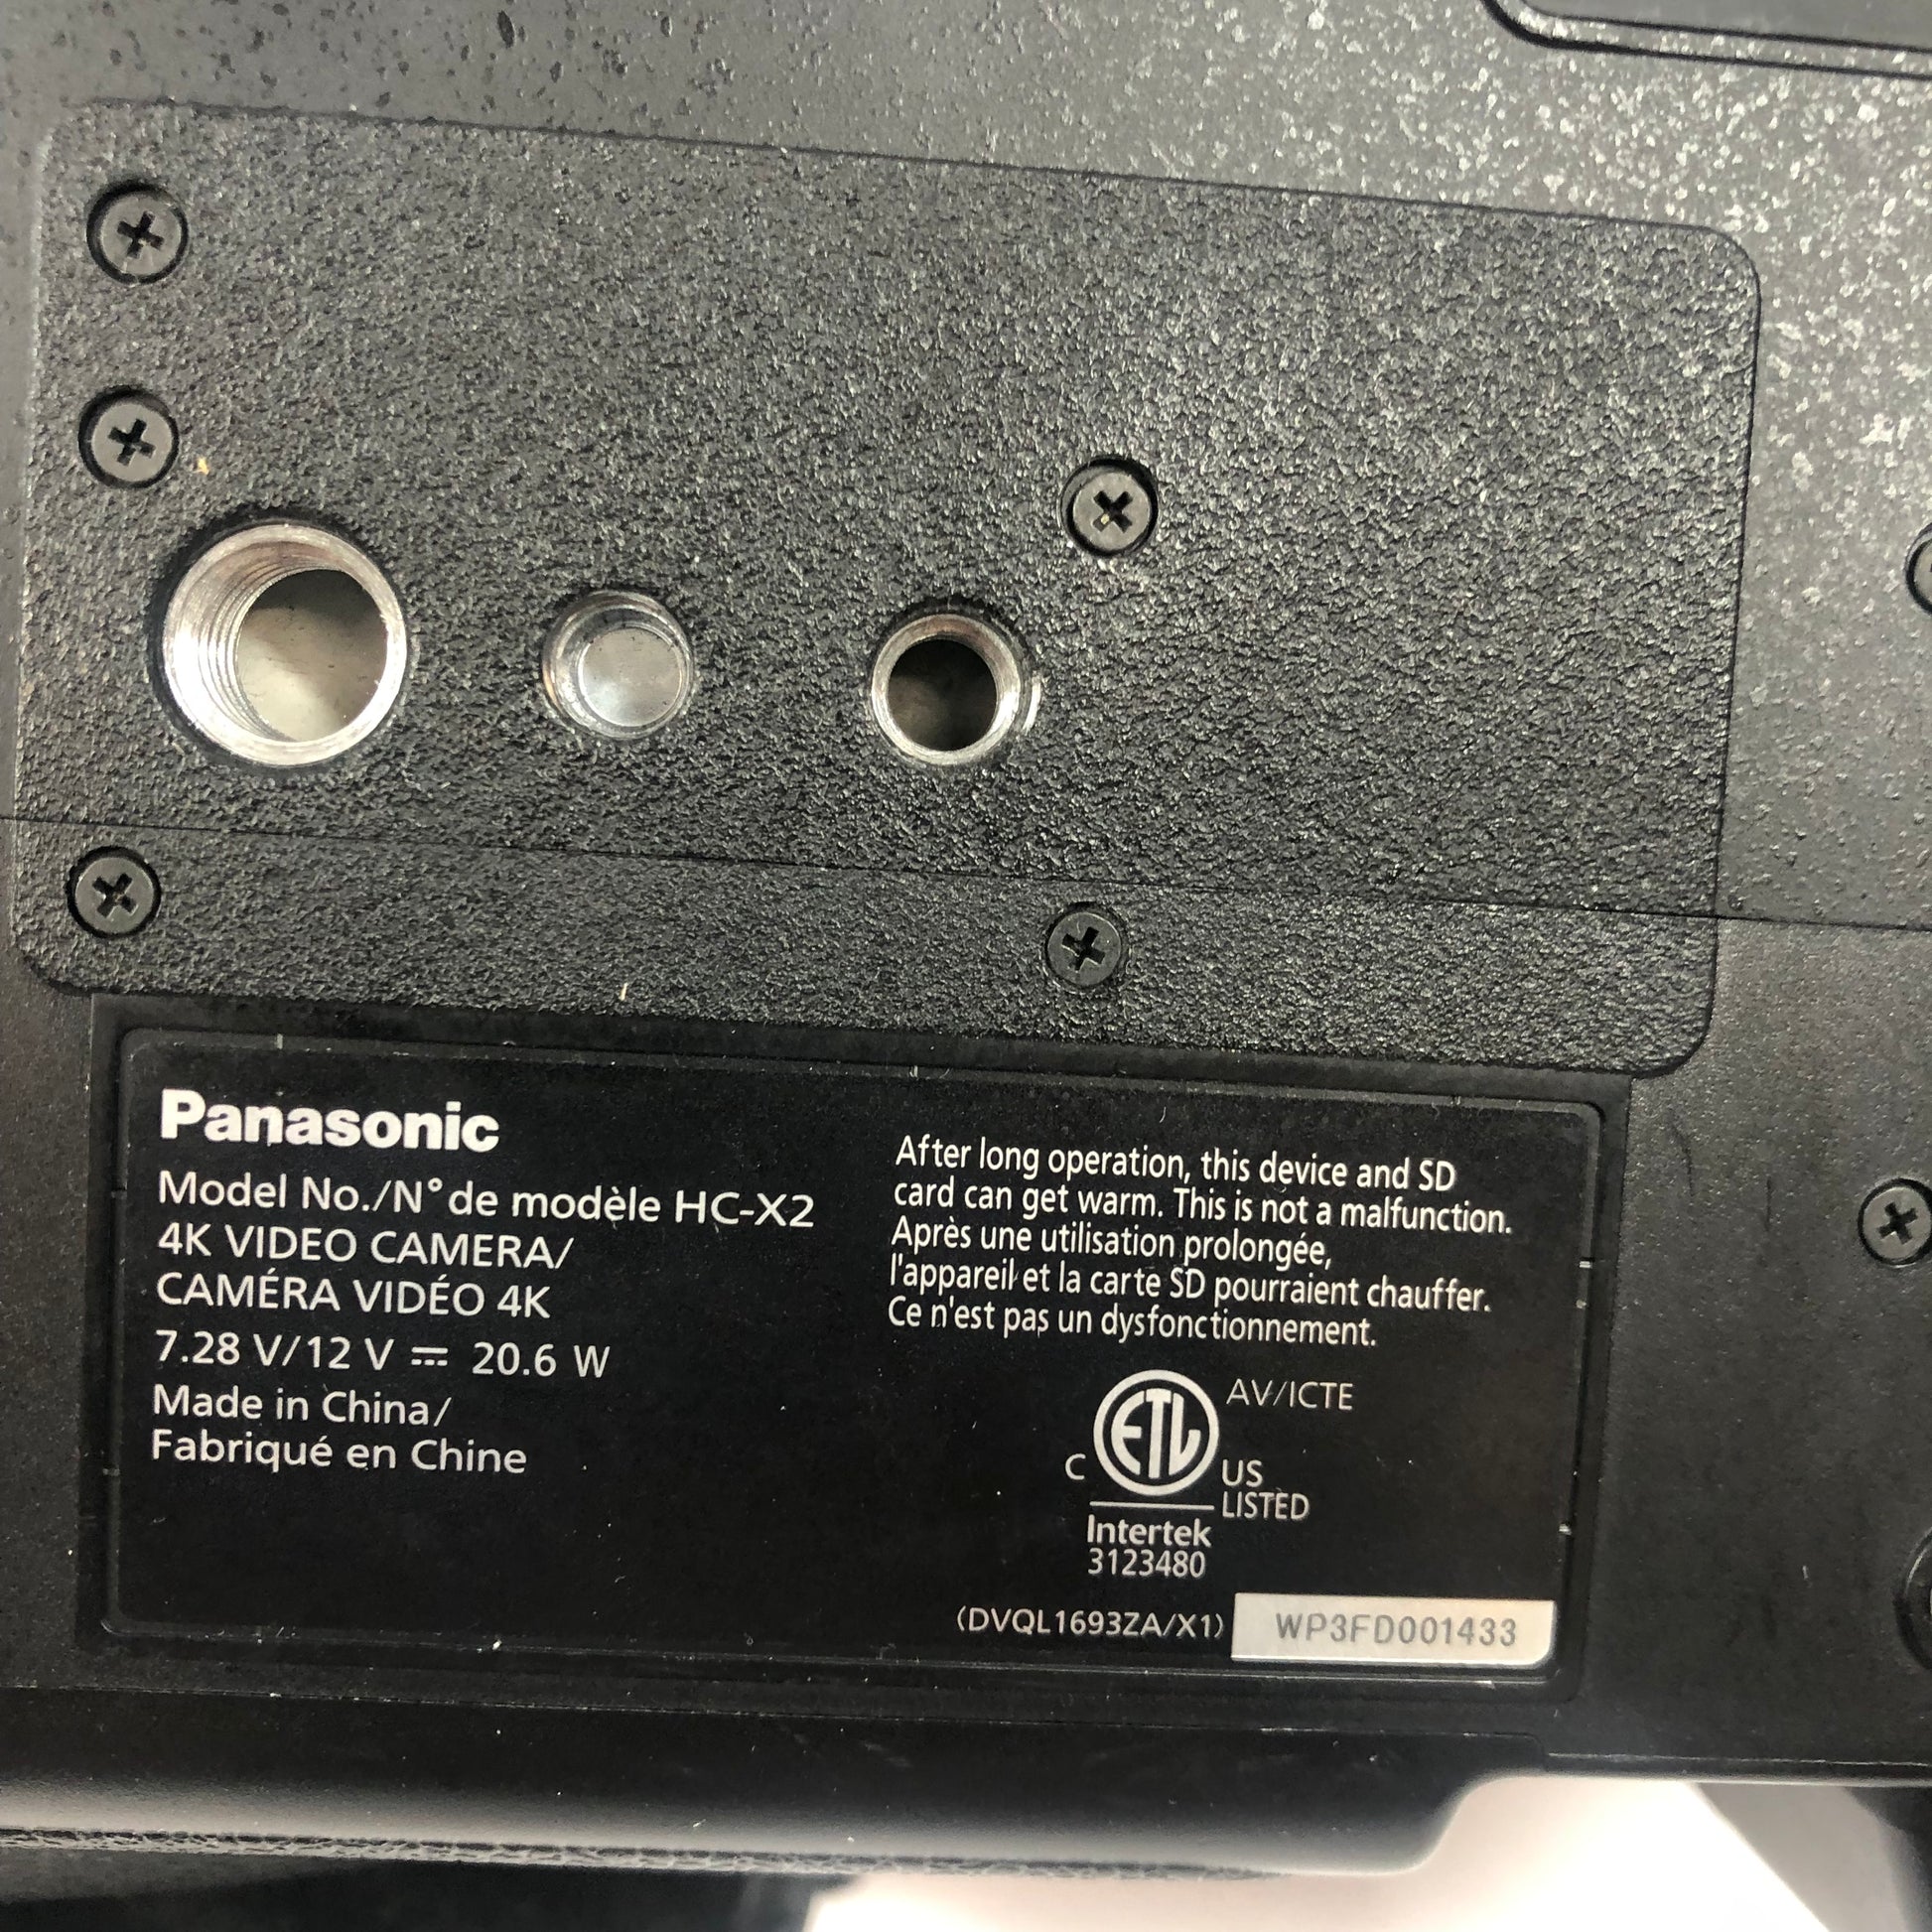 Panasonic
Model No./N° de modèle HC-X2
4K VIDEO CAMERA/
CAMÉRA VIDÉO 4K
7.28 V/12 V ⎓ 20.6 W
Made in China/
Fabriqué en Chine
After long operation, this device and SD
card can get warm. This is not a malfunction.
Après une utilisation prolongée,
l'appareil et la carte SD pourraient chauffer.
Ce n'est pas un dysfonctionnement.
ETL AV/ICTE
C US
LISTED
Intertek
3123480
(DVQL1693ZA/X1) WP3FD001433